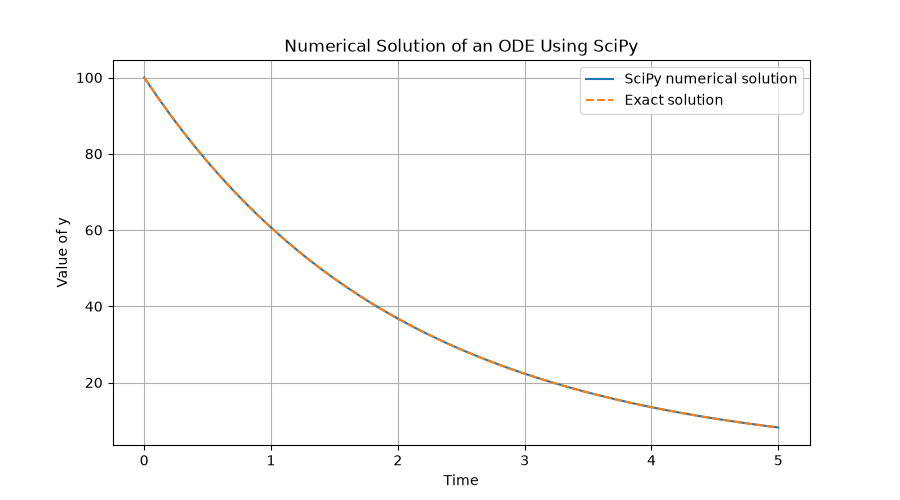 Numerical Solution of an ODE Using SciPy
SciPy numerical solution
Exact solution
Value of y
100
80
60
40
20
0 1 2 3 4 5
Time